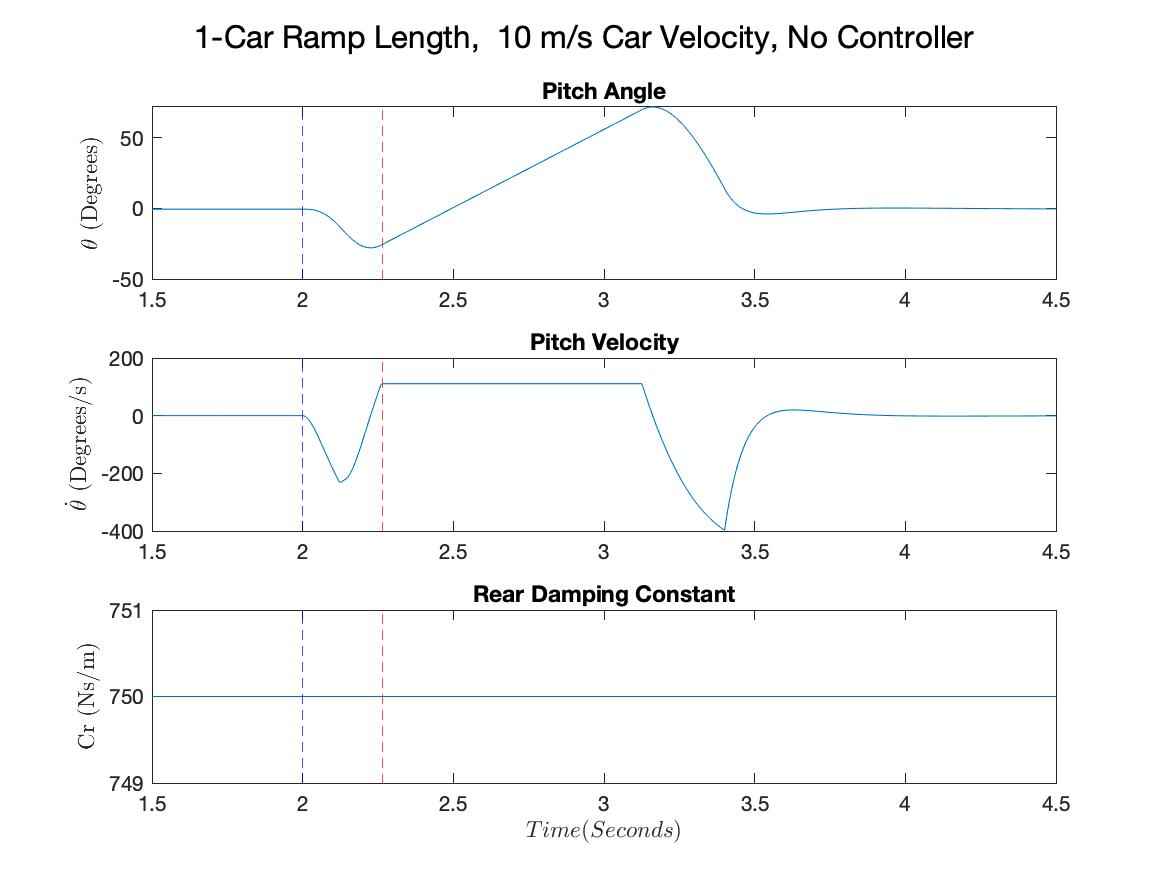 1-Car Ramp Length,  10 m/s Car Velocity, No Controller
Pitch Angle
θ (Degrees)
50
0
-50
1.5 2 2.5 3 3.5 4 4.5
Pitch Velocity
θ̇ (Degrees/s)
200
0
-200
-400
1.5 2 2.5 3 3.5 4 4.5
Rear Damping Constant
Cr (Ns/m)
751
750
749
1.5 2 2.5 3 3.5 4 4.5
Time(Seconds)